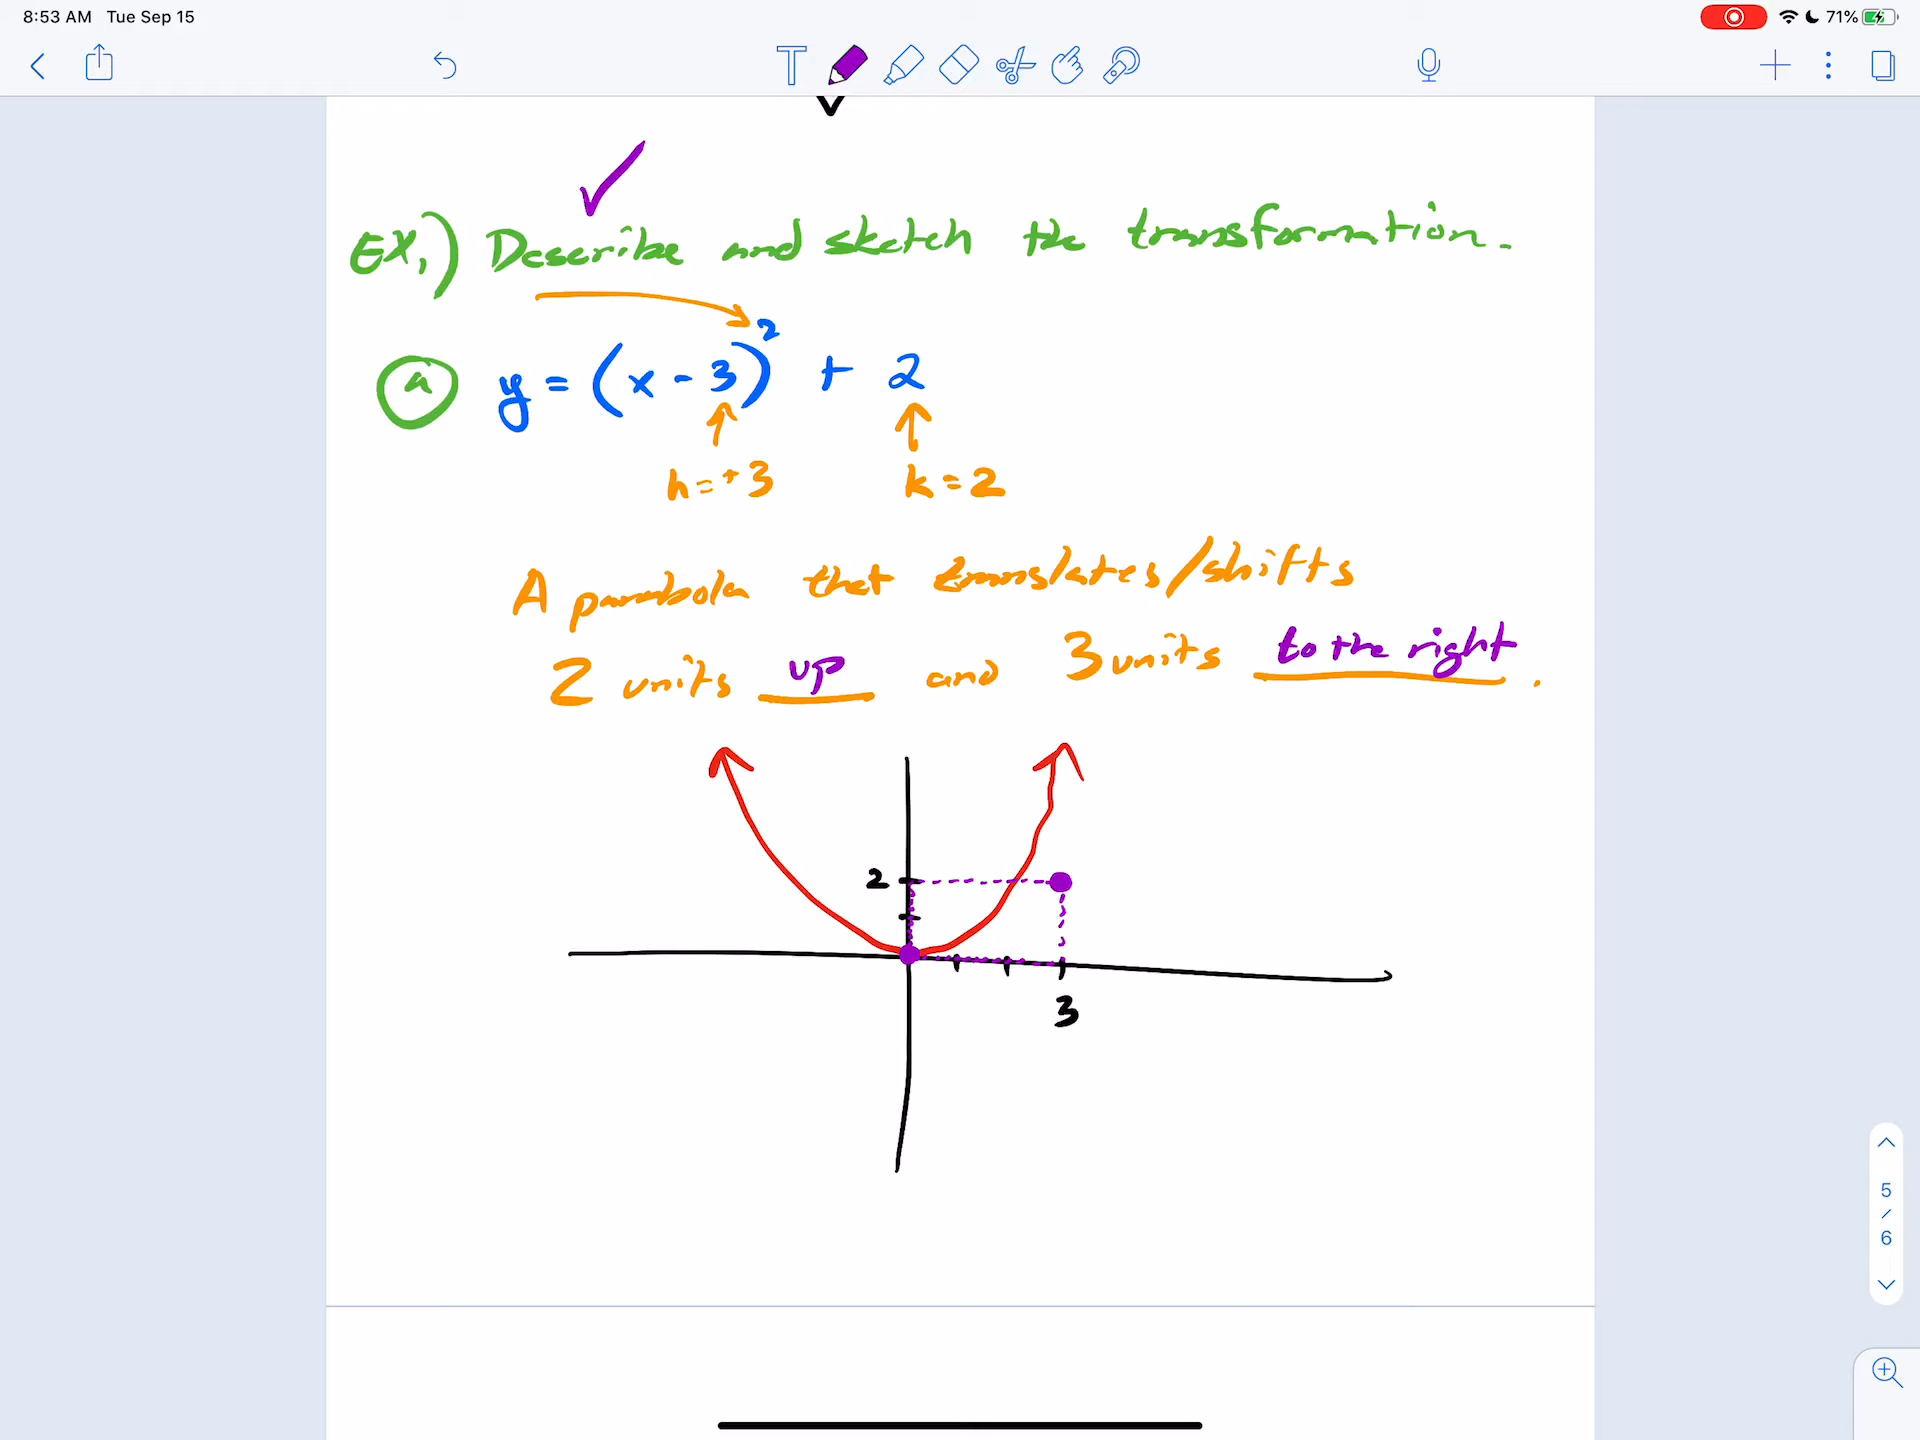 8:53 AM Tue Sep 15
71%
T
EX.) Describe and sketch the transformation.
a y = (x - 3)² + 2
h = +3 k = 2
A parabola that translates/shifts
2 units up and 3 units to the right.
2
3
5
/
6